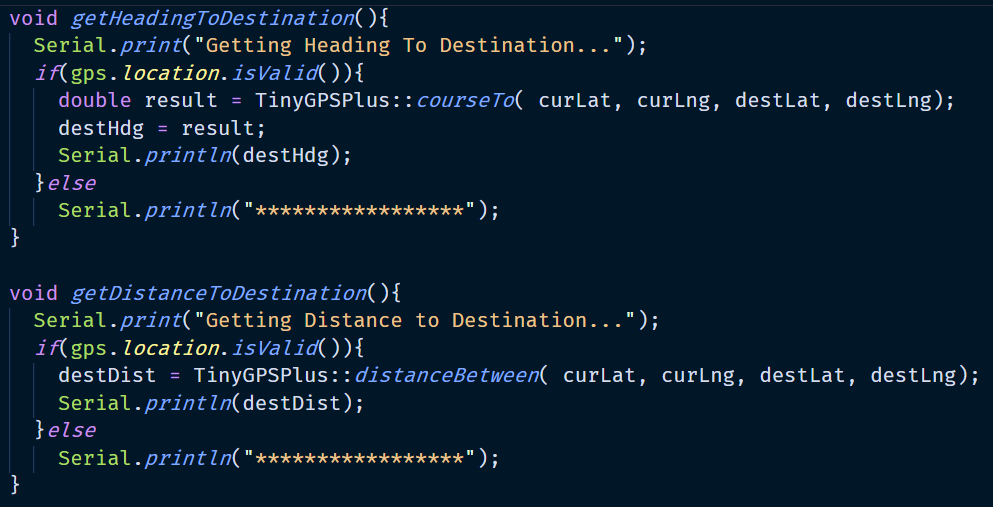 void getHeadingToDestination(){
  Serial.print("Getting Heading To Destination...");
  if(gps.location.isValid()){
    double result = TinyGPSPlus::courseTo( curLat, curLng, destLat, destLng);
    destHdg = result;
    Serial.println(destHdg);
  }else
    Serial.println("*****************");
}

void getDistanceToDestination(){
  Serial.print("Getting Distance to Destination...");
  if(gps.location.isValid()){
    destDist = TinyGPSPlus::distanceBetween( curLat, curLng, destLat, destLng);
    Serial.println(destDist);
  }else
    Serial.println("*****************");
}